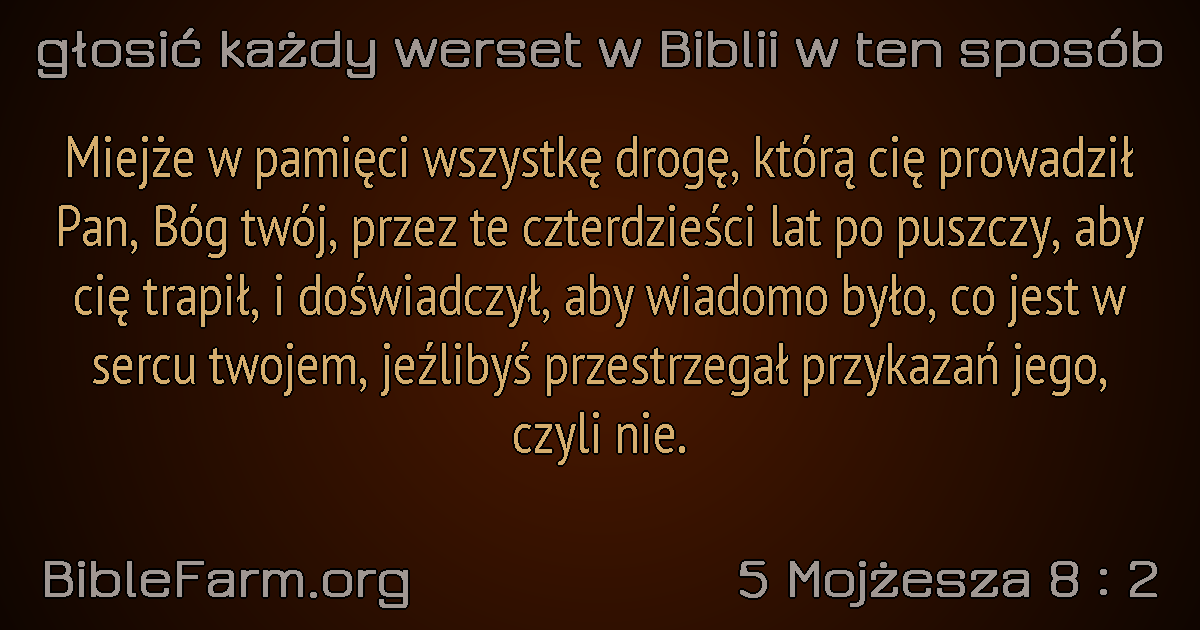 głosić każdy werset w Biblii w ten sposób
Miejże w pamięci wszystkę drogę, którą cię prowadził
Pan, Bóg twój, przez te czterdzieści lat po puszczy, aby
cię trapił, i doświadczył, aby wiadomo było, co jest w
sercu twojem, jeźlibyś przestrzegał przykazań jego,
czyli nie.
BibleFarm.org
5 Mojżesza 8 : 2